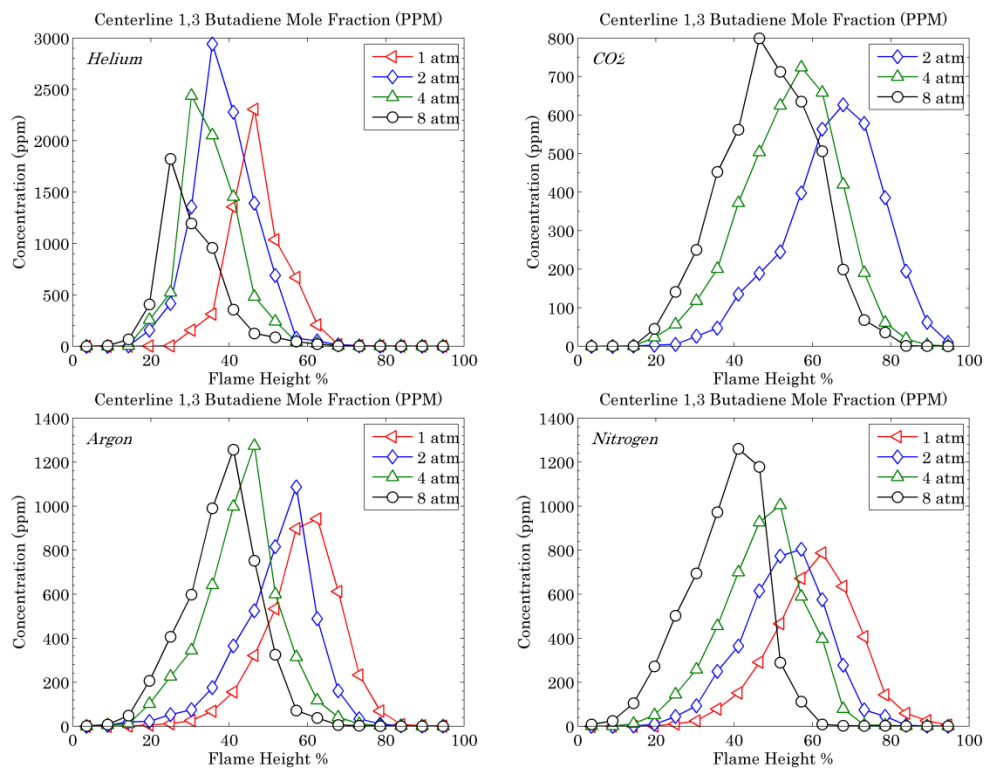 Centerline 1,3 Butadiene Mole Fraction (PPM)
Helium
1 atm
2 atm
4 atm
8 atm
3000
2500
2000
1500
1000
500
0
Concentration (ppm)
0 20 40 60 80 100
Flame Height %
Centerline 1,3 Butadiene Mole Fraction (PPM)
CO2
2 atm
4 atm
8 atm
800
700
600
500
400
300
200
100
0
Concentration (ppm)
0 20 40 60 80 100
Flame Height %
Centerline 1,3 Butadiene Mole Fraction (PPM)
Argon
1 atm
2 atm
4 atm
8 atm
1400
1200
1000
800
600
400
200
0
Concentration (ppm)
0 20 40 60 80 100
Flame Height %
Centerline 1,3 Butadiene Mole Fraction (PPM)
Nitrogen
1 atm
2 atm
4 atm
8 atm
1400
1200
1000
800
600
400
200
0
Concentration (ppm)
0 20 40 60 80 100
Flame Height %